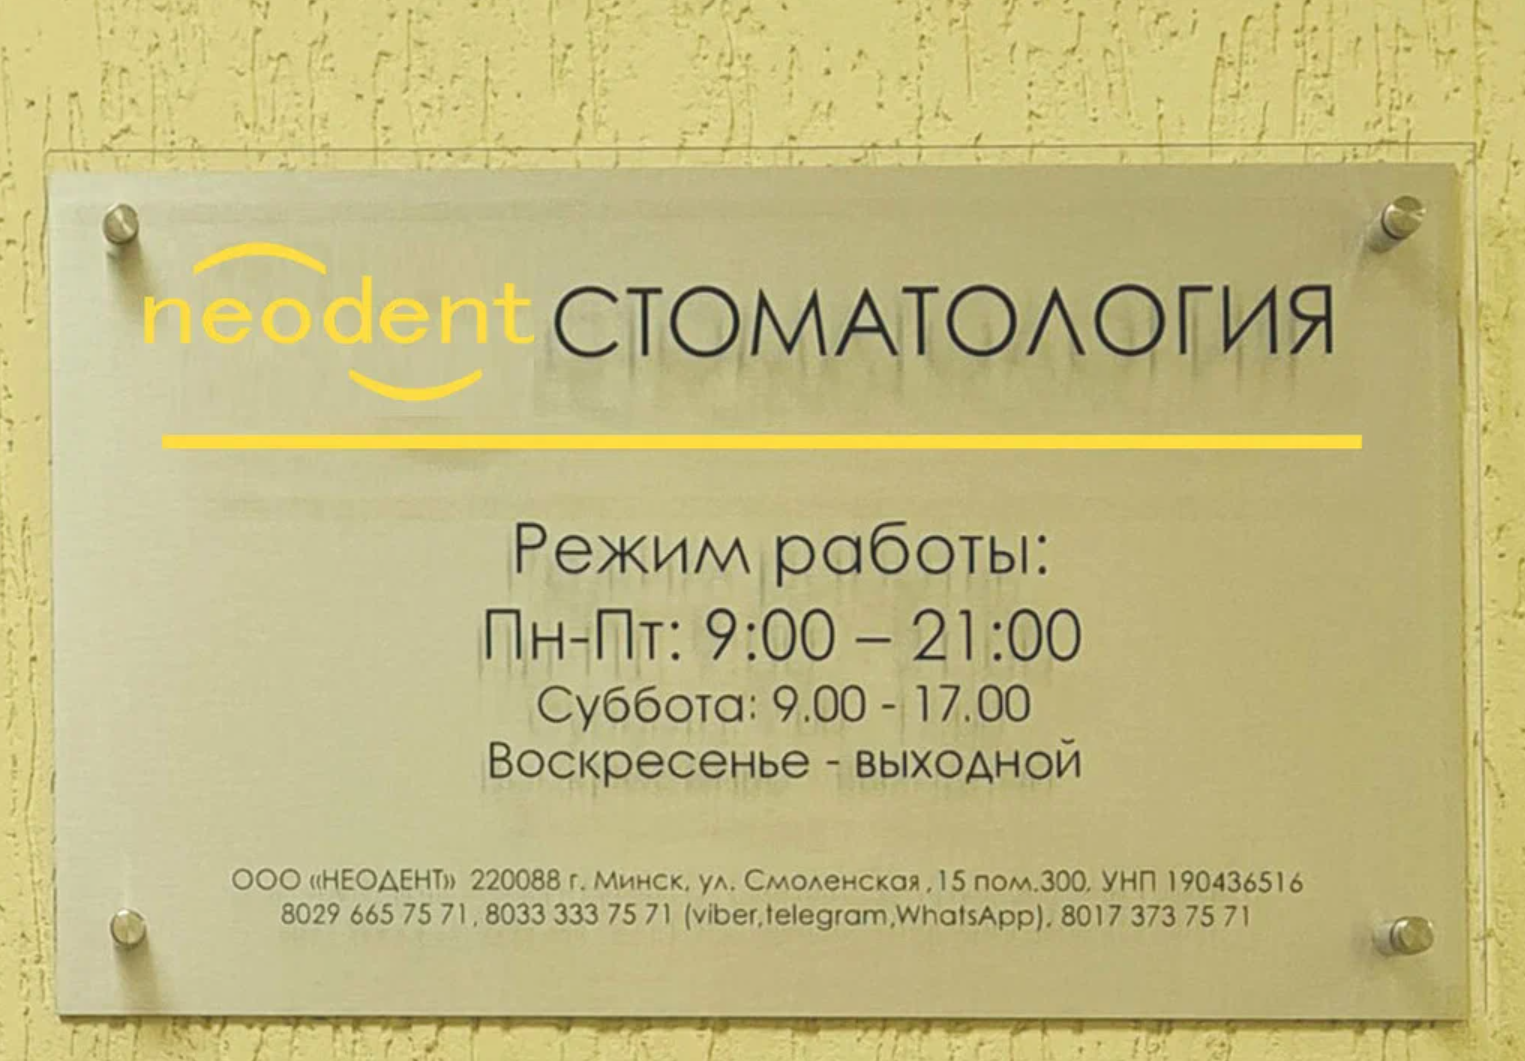 neodent СТОМАТОЛОГИЯ
Режим работы:
Пн-Пт: 9:00 – 21:00
Суббота: 9.00 - 17.00
Воскресенье - выходной
ООО «НЕОДЕНТ» 220088 г. Минск, ул. Смоленская ,15 пом.300, УНП 190436516
8029 665 75 71, 8033 333 75 71 (viber,telegram,WhatsApp), 8017 373 75 71